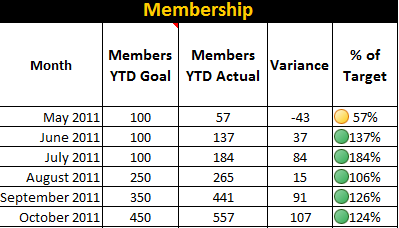 Membership
Month Members YTD Goal Members YTD Actual Variance % of Target
May 2011 100 57 -43 57%
June 2011 100 137 37 137%
July 2011 100 184 84 184%
August 2011 250 265 15 106%
September 2011 350 441 91 126%
October 2011 450 557 107 124%